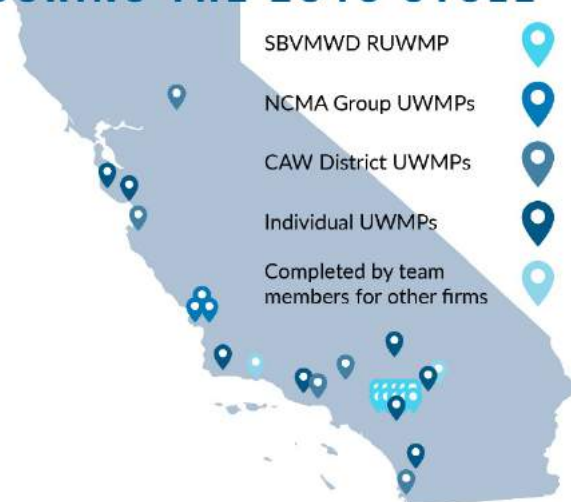 SBVMWD RUWMP
NCMA Group UWMPs
CAW District UWMPs
Individual UWMPs
Completed by team
members for other firms